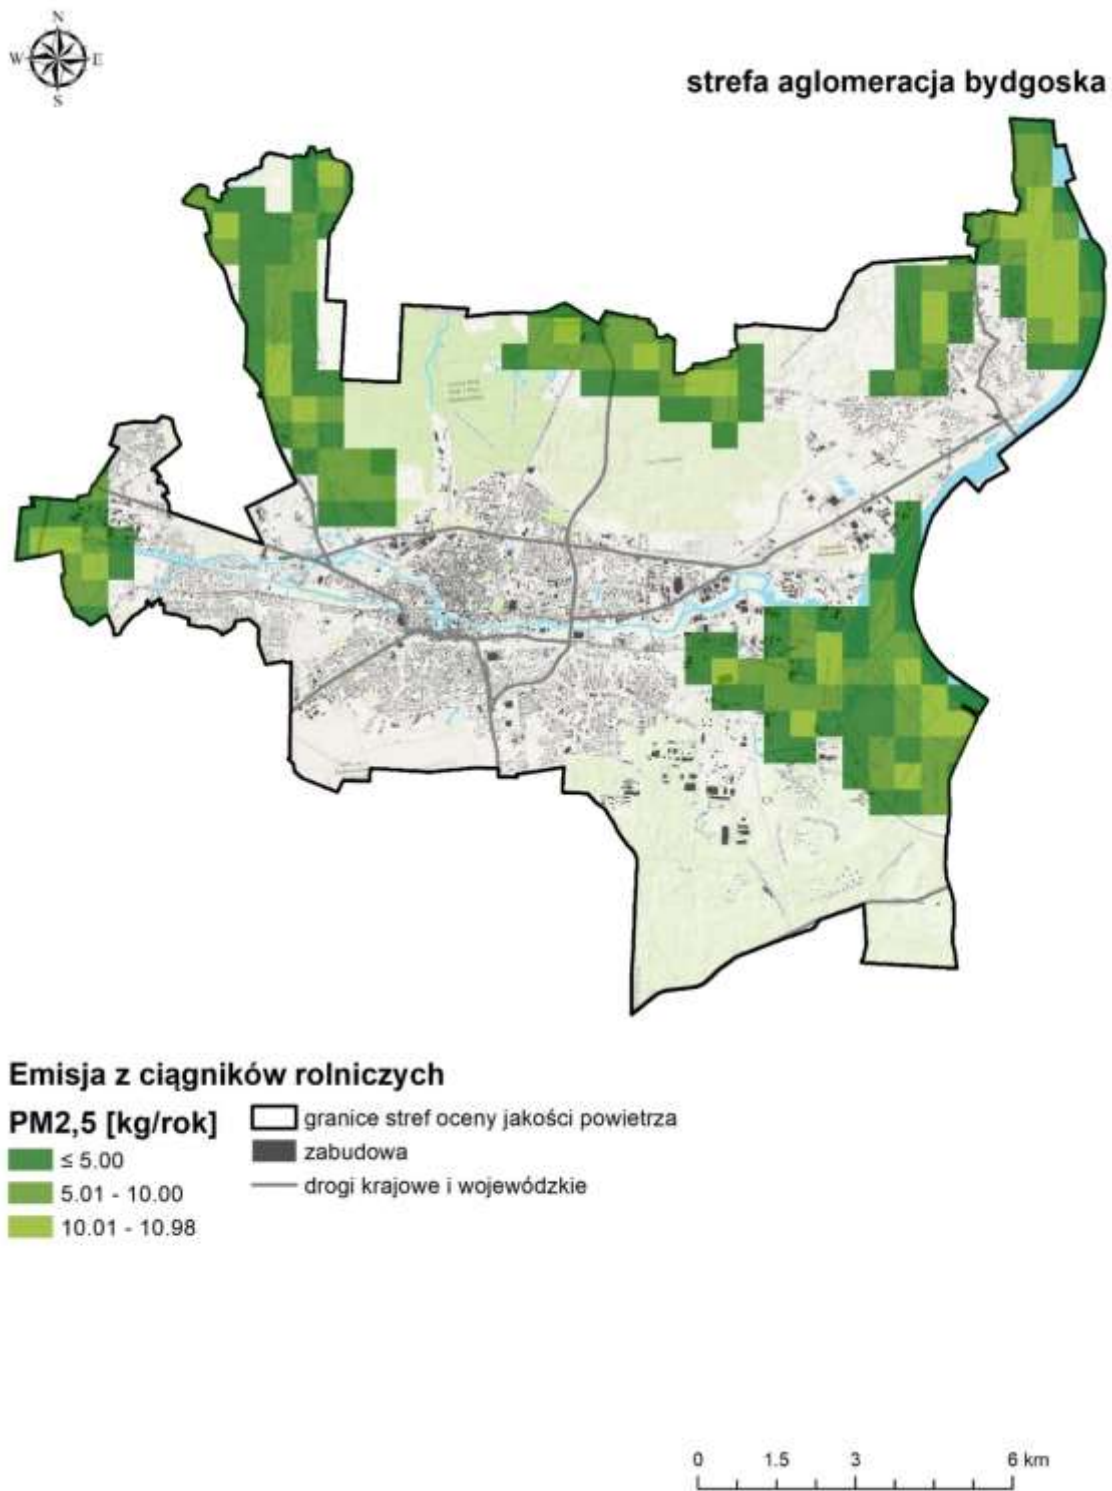 N
W E
S
strefa aglomeracja bydgoska
Emisja z ciągników rolniczych
PM2,5 [kg/rok]
≤ 5.00
5.01 - 10.00
10.01 - 10.98
granice stref oceny jakości powietrza
zabudowa
drogi krajowe i wojewódzkie
0 1.5 3 6 km